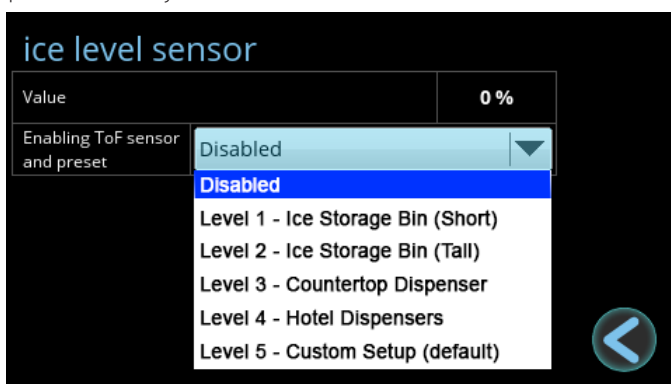 ice level sensor
Value 0 %
Enabling ToF sensor
and preset
Disabled
Disabled
Level 1 - Ice Storage Bin (Short)
Level 2 - Ice Storage Bin (Tall)
Level 3 - Countertop Dispenser
Level 4 - Hotel Dispensers
Level 5 - Custom Setup (default)